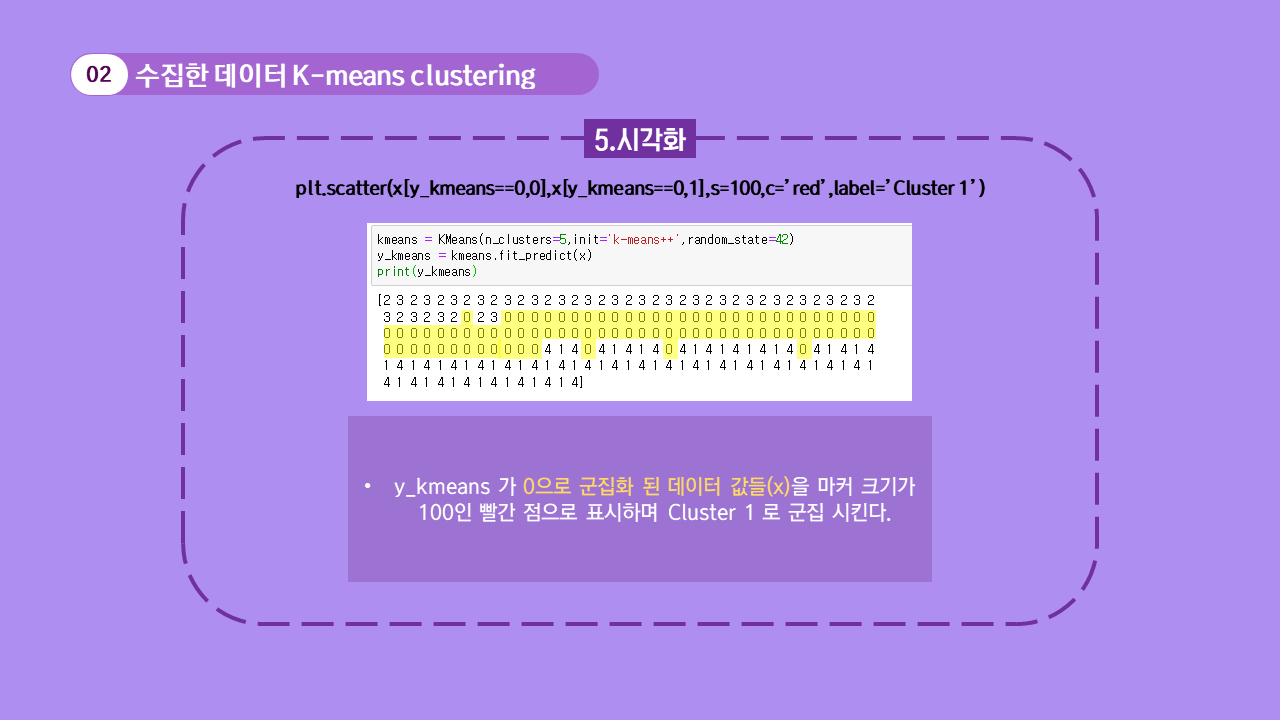 02 수집한 데이터 K-means clustering
5.시각화
plt.scatter(x[y_kmeans==0,0],x[y_kmeans==0,1],s=100,c=’red’,label=’Cluster 1’)
kmeans = KMeans(n_clusters=5,init='k-means++',random_state=42)
y_kmeans = kmeans.fit_predict(x)
print(y_kmeans)
[2 3 2 3 2 3 2 3 2 3 2 3 2 3 2 3 2 3 2 3 2 3 2 3 2 3 2 3 2 3 2 3 2 3 2 3 2
3 2 3 2 3 2 0 2 3 0 0 0 0 0 0 0 0 0 0 0 0 0 0 0 0 0 0 0 0 0 0 0 0 0 0 0 0
0 0 0 0 0 0 0 0 0 0 0 0 0 0 0 0 0 0 0 0 0 0 0 0 0 0 0 0 0 0 0 0 0 0 0 0 0
0 0 0 0 0 0 0 0 0 0 0 0 4 1 4 0 4 1 4 1 4 0 4 1 4 1 4 1 4 1 4 0 4 1 4 1 4
1 4 1 4 1 4 1 4 1 4 1 4 1 4 1 4 1 4 1 4 1 4 1 4 1 4 1 4 1 4 1 4 1 4 1 4 1
4 1 4 1 4 1 4 1 4 1 4 1 4 1 4]
• y_kmeans 가 0으로 군집화 된 데이터 값들(x)을 마커 크기가
100인 빨간 점으로 표시하며 Cluster 1 로 군집 시킨다.